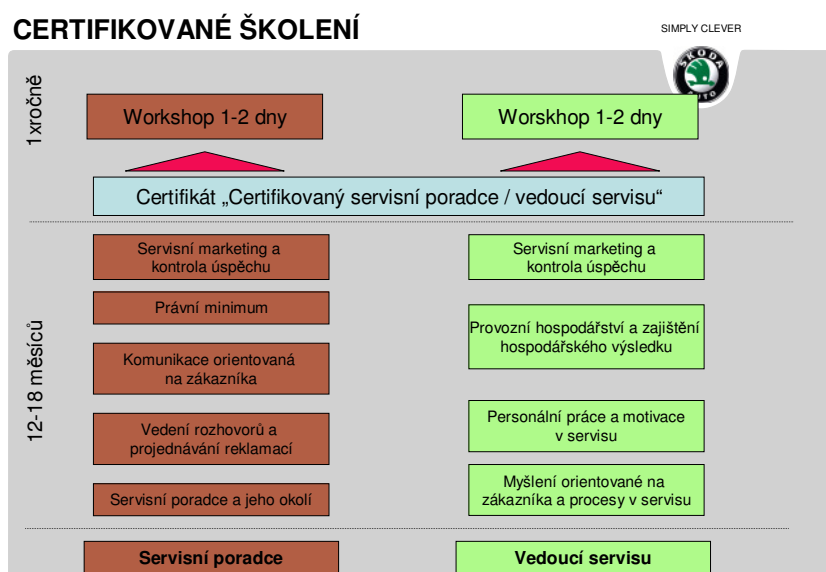 CERTIFIKOVANÉ ŠKOLENÍ
SIMPLY CLEVER
ŠKODA
AUTO
1xročně
Workshop 1-2 dny
Worskhop 1-2 dny
Certifikát „Certifikovaný servisní poradce / vedoucí servisu“
12-18 měsíců
Servisní marketing a
kontrola úspěchu
Právní minimum
Komunikace orientovaná
na zákazníka
Vedení rozhovorů a
projednávání reklamací
Servisní poradce a jeho okolí
Servisní marketing a
kontrola úspěchu
Provozní hospodářství a zajištění
hospodářského výsledku
Personální práce a motivace
v servisu
Myšlení orientované na
zákazníka a procesy v servisu
Servisní poradce
Vedoucí servisu